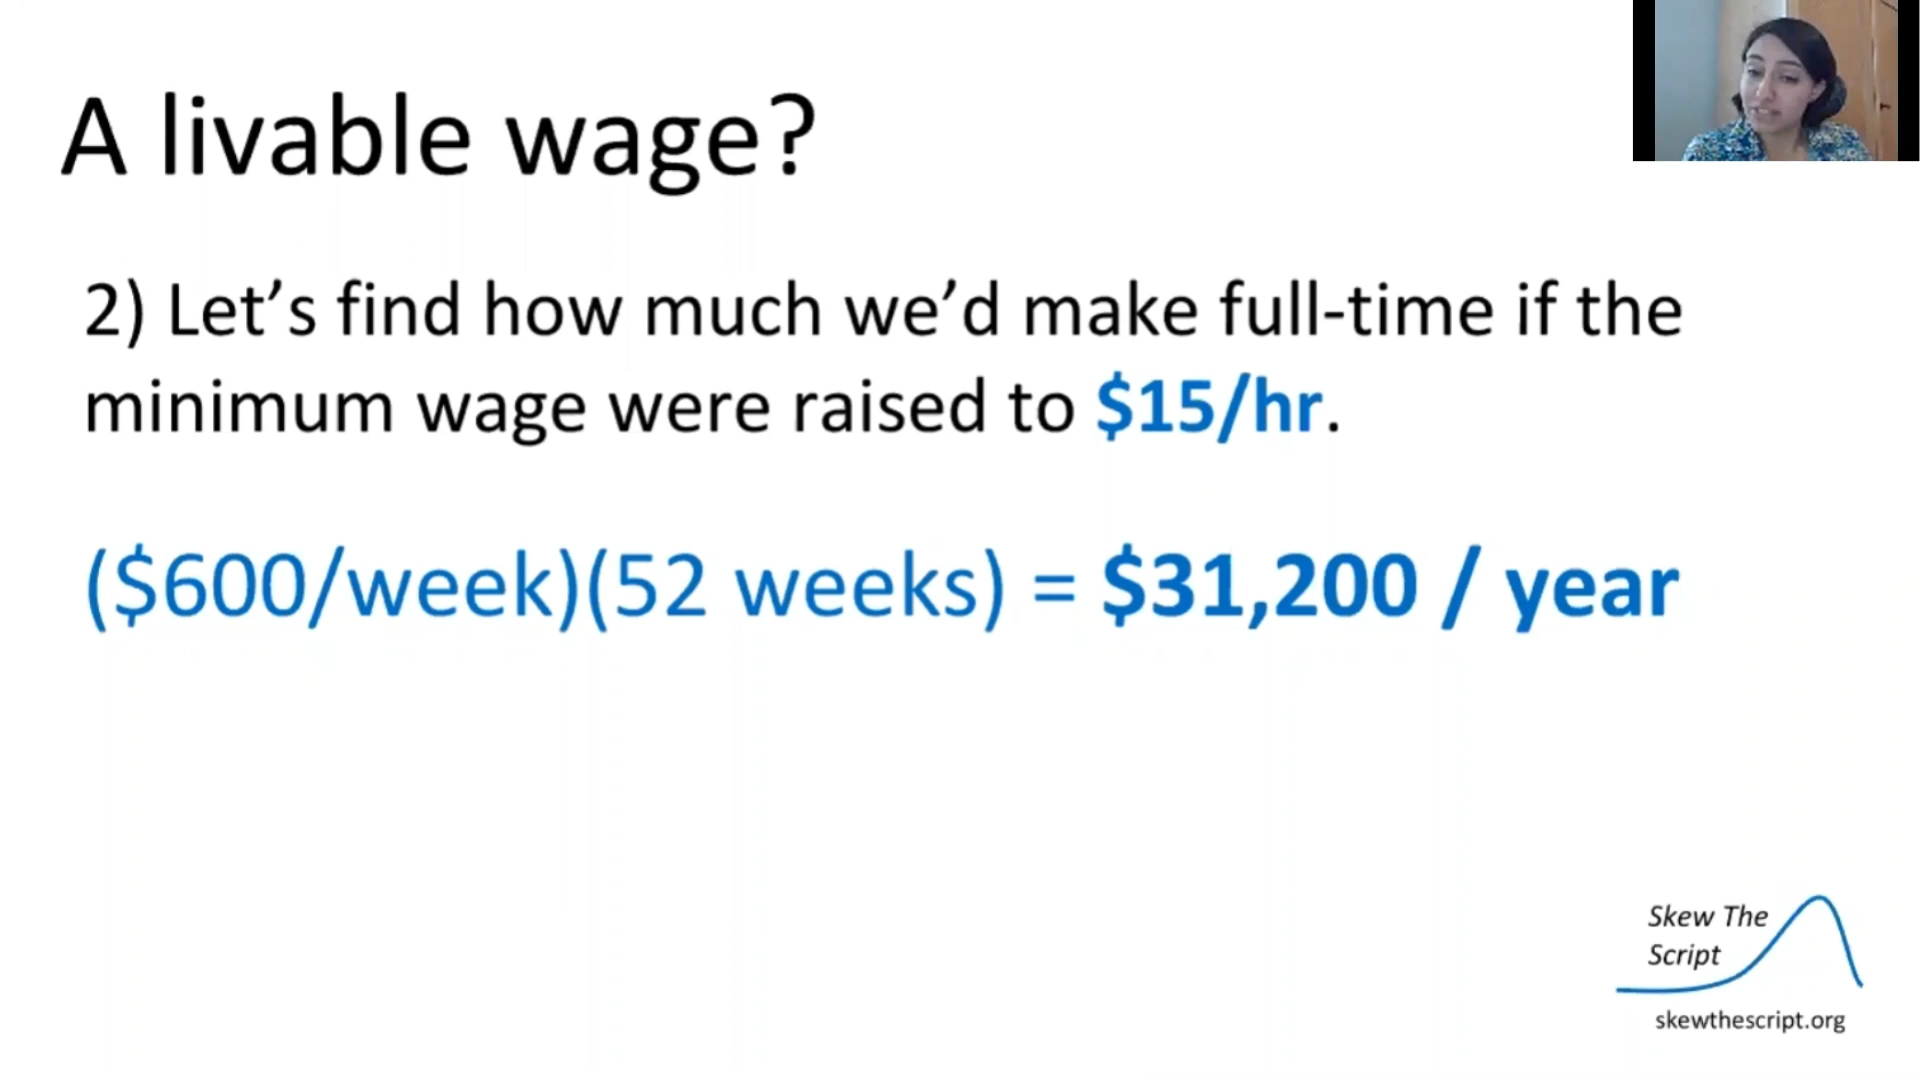 A livable wage?
2) Let’s find how much we’d make full-time if the
minimum wage were raised to $15/hr.
($600/week)(52 weeks) = $31,200 / year
Skew The
Script
skewthescript.org